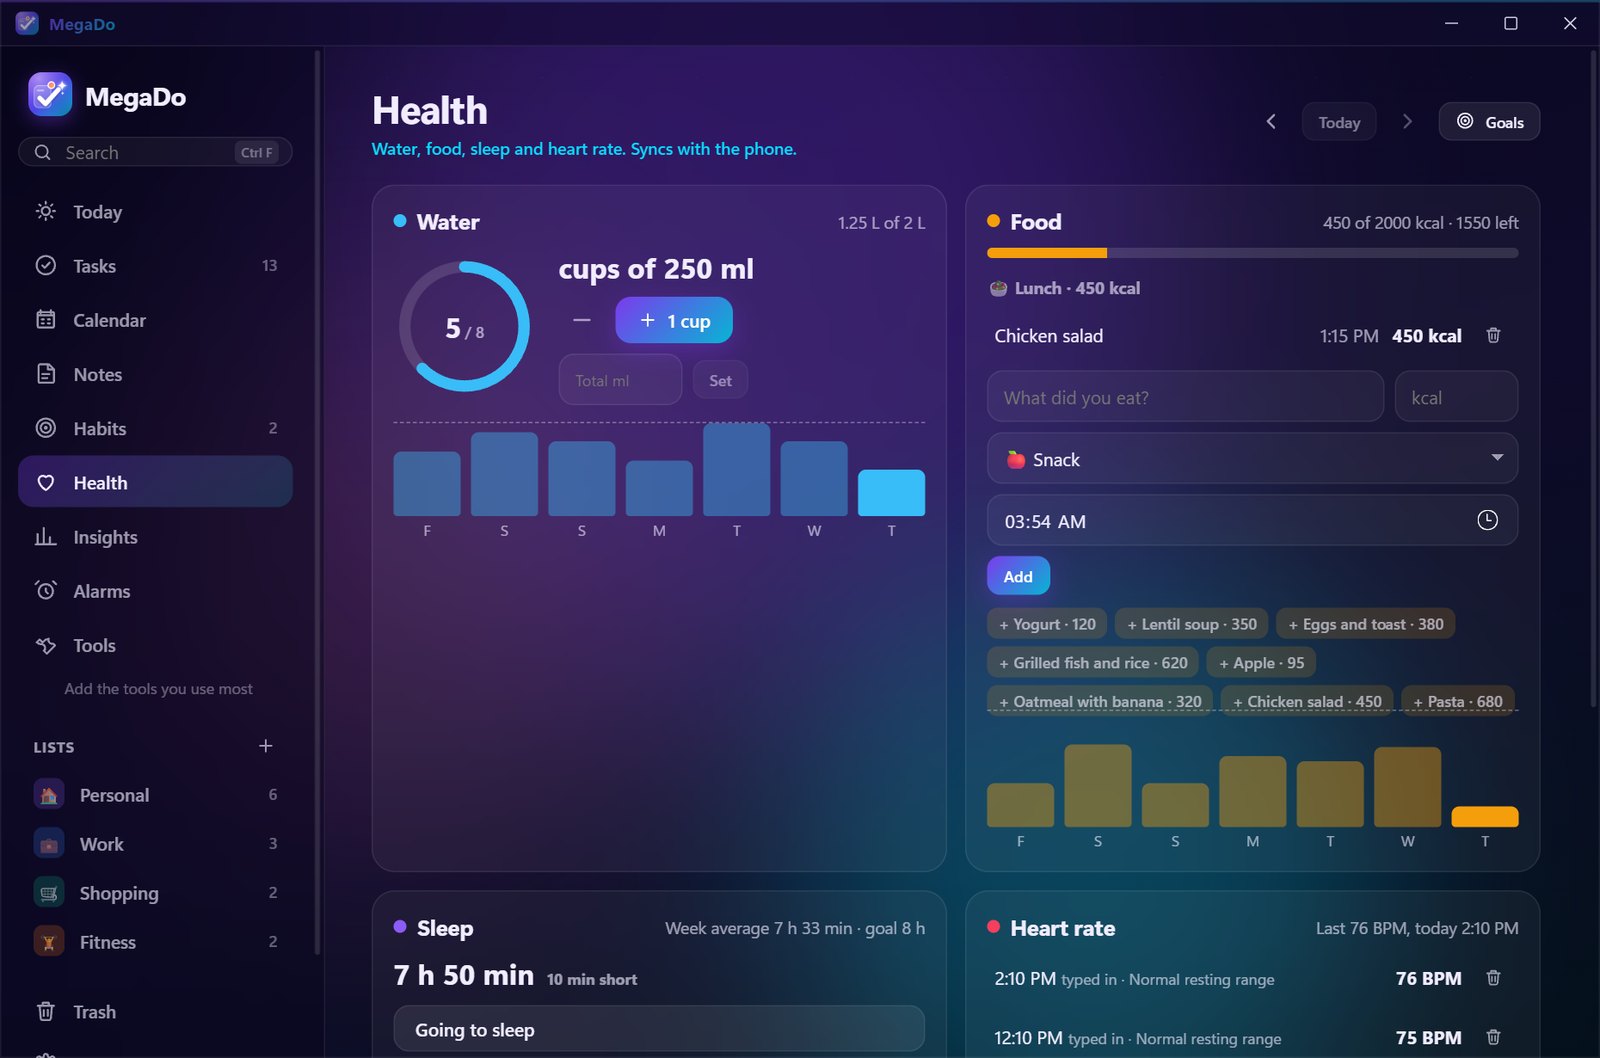 MegaDo
MegaDo
Search Ctrl F
Today
Tasks 13
Calendar
Notes
Habits 2
Health
Insights
Alarms
Tools
Add the tools you use most
LISTS +
Personal 6
Work 3
Shopping 2
Fitness 2
Trash
Health
Water, food, sleep and heart rate. Syncs with the phone.
Today
Goals
Water 1.25 L of 2 L
5 / 8
cups of 250 ml
+ 1 cup
Total ml Set
F S S M T W T
Food 450 of 2000 kcal · 1550 left
Lunch · 450 kcal
Chicken salad 1:15 PM 450 kcal
What did you eat? kcal
Snack
03:54 AM
Add
+ Yogurt · 120 + Lentil soup · 350 + Eggs and toast · 380
+ Grilled fish and rice · 620 + Apple · 95
+ Oatmeal with banana · 320 + Chicken salad · 450 + Pasta · 680
F S S M T W T
Sleep Week average 7 h 33 min · goal 8 h
7 h 50 min 10 min short
Going to sleep
Heart rate Last 76 BPM, today 2:10 PM
2:10 PM typed in · Normal resting range 76 BPM
12:10 PM typed in · Normal resting range 75 BPM